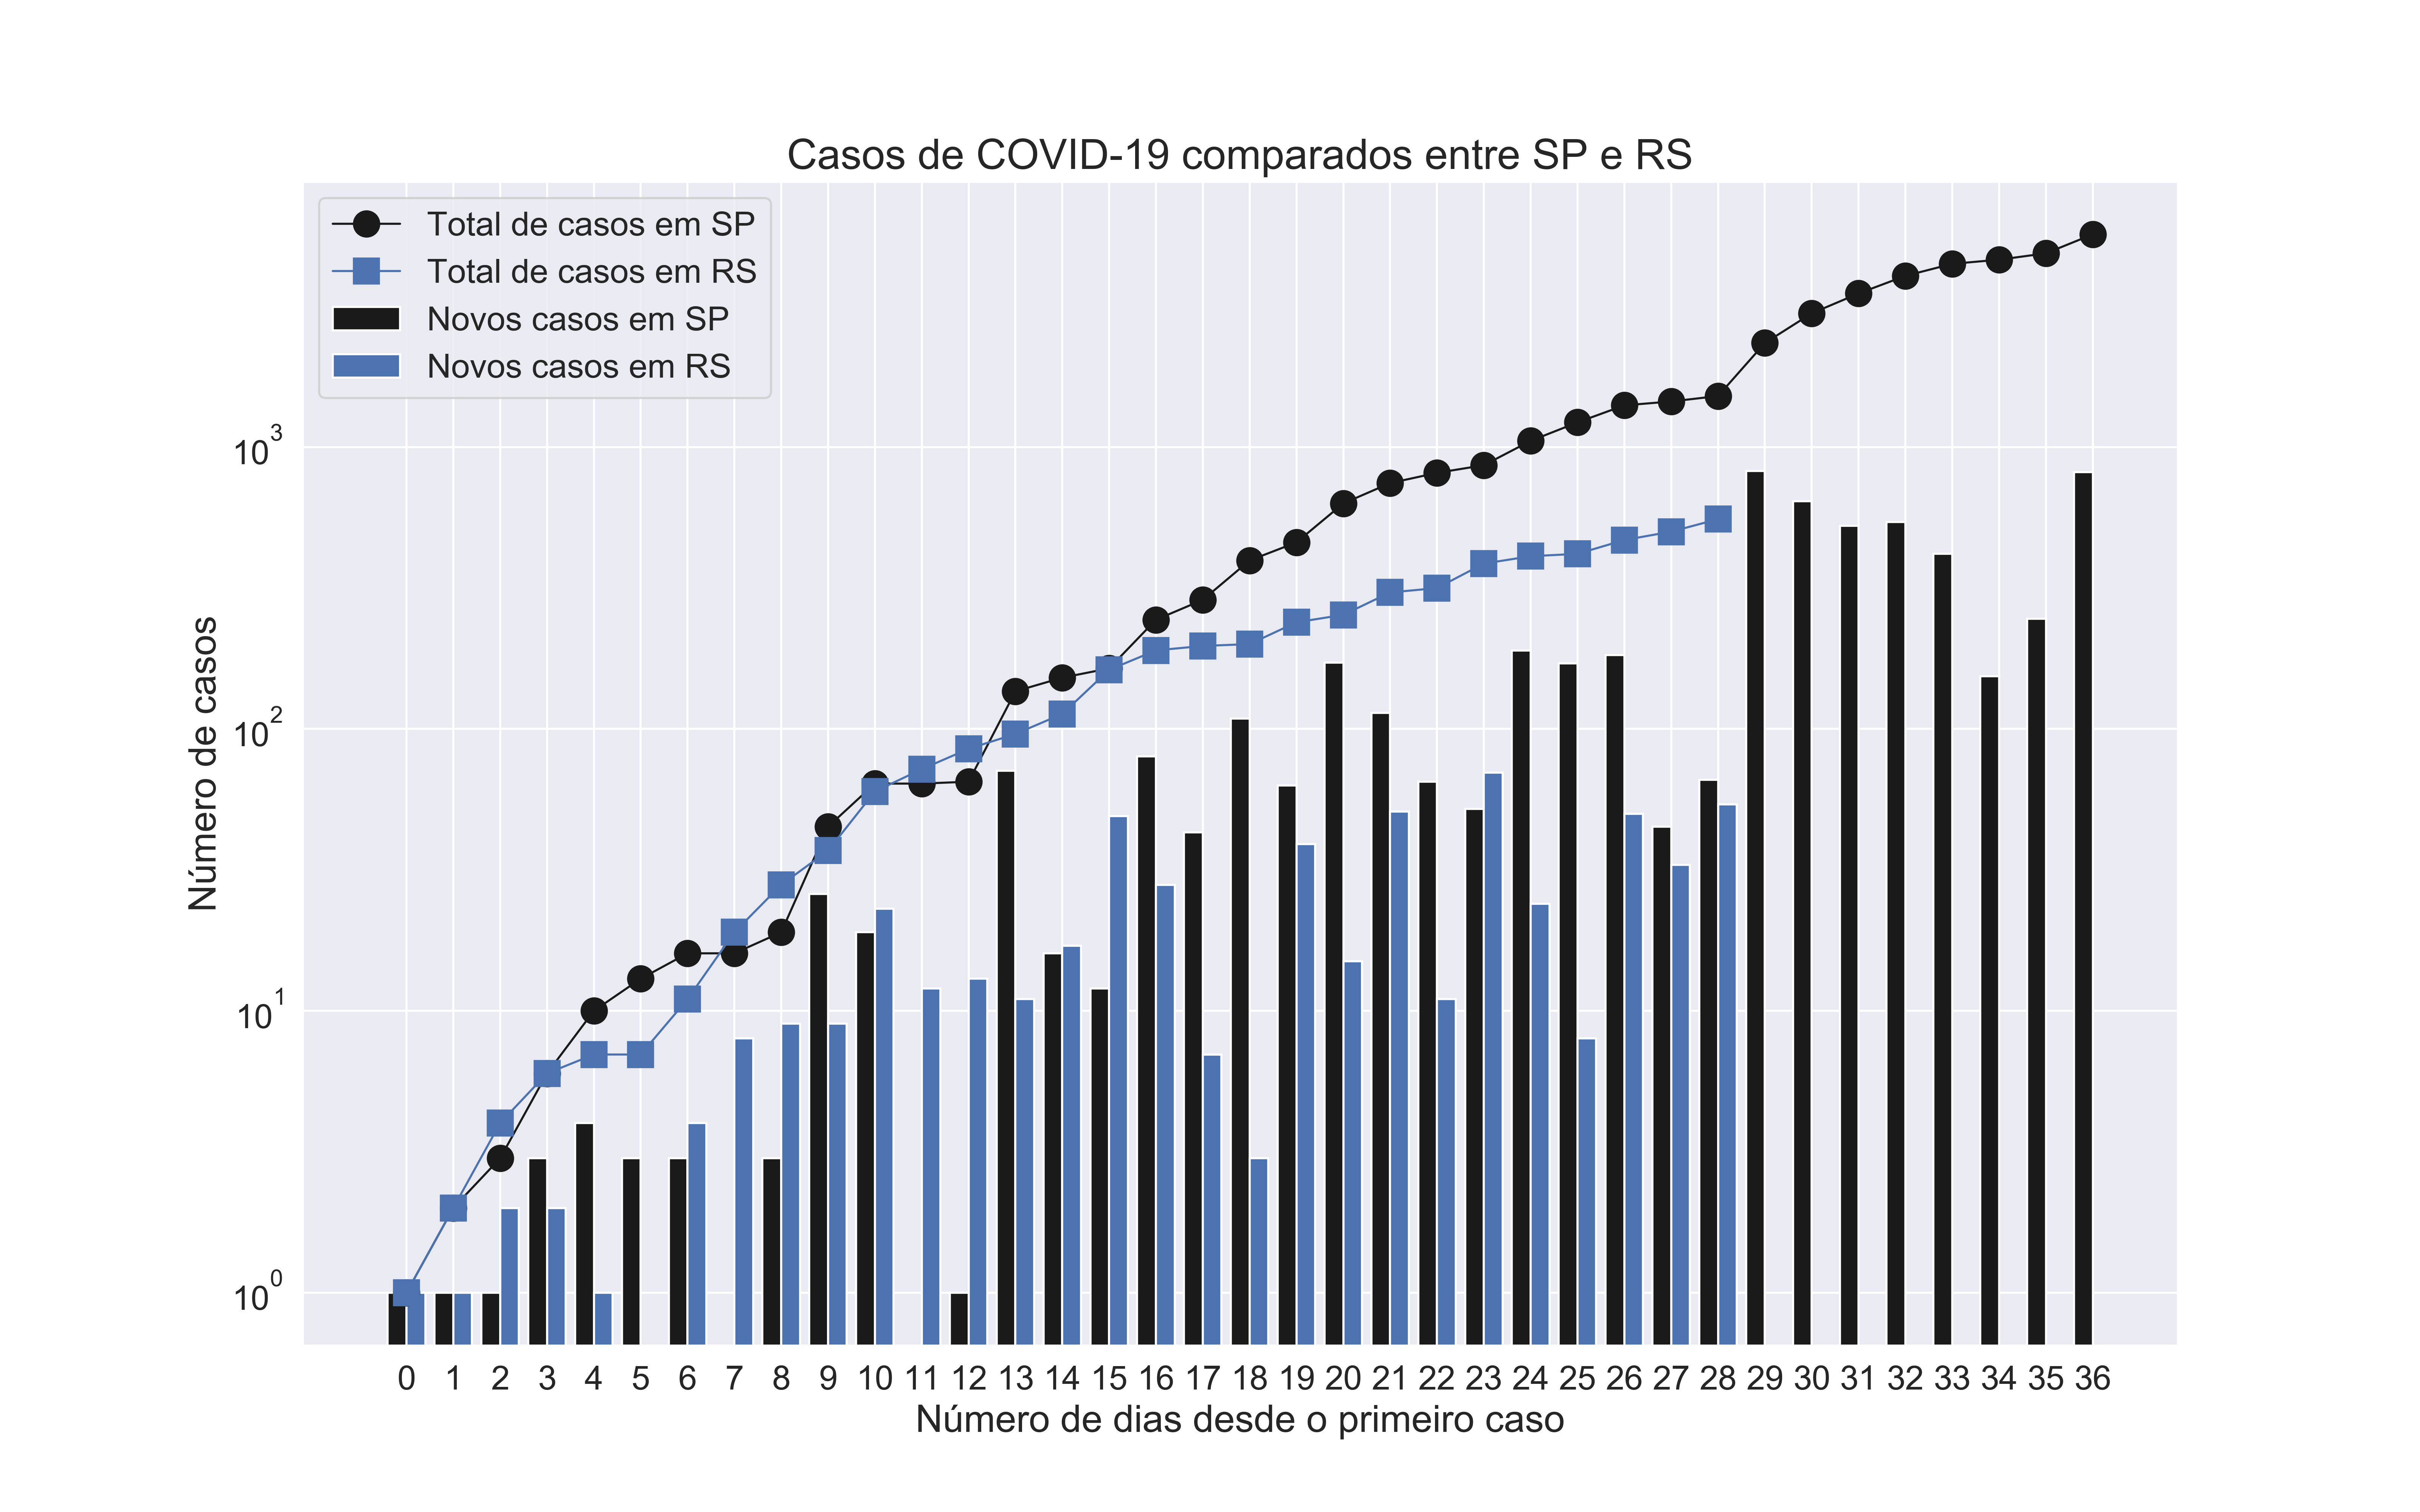 Casos de COVID-19 comparados entre SP e RS
Total de casos em SP
Total de casos em RS
Novos casos em SP
Novos casos em RS
Número de casos
10³
10²
10¹
10⁰
0 1 2 3 4 5 6 7 8 9 10 11 12 13 14 15 16 17 18 19 20 21 22 23 24 25 26 27 28 29 30 31 32 33 34 35 36
Número de dias desde o primeiro caso